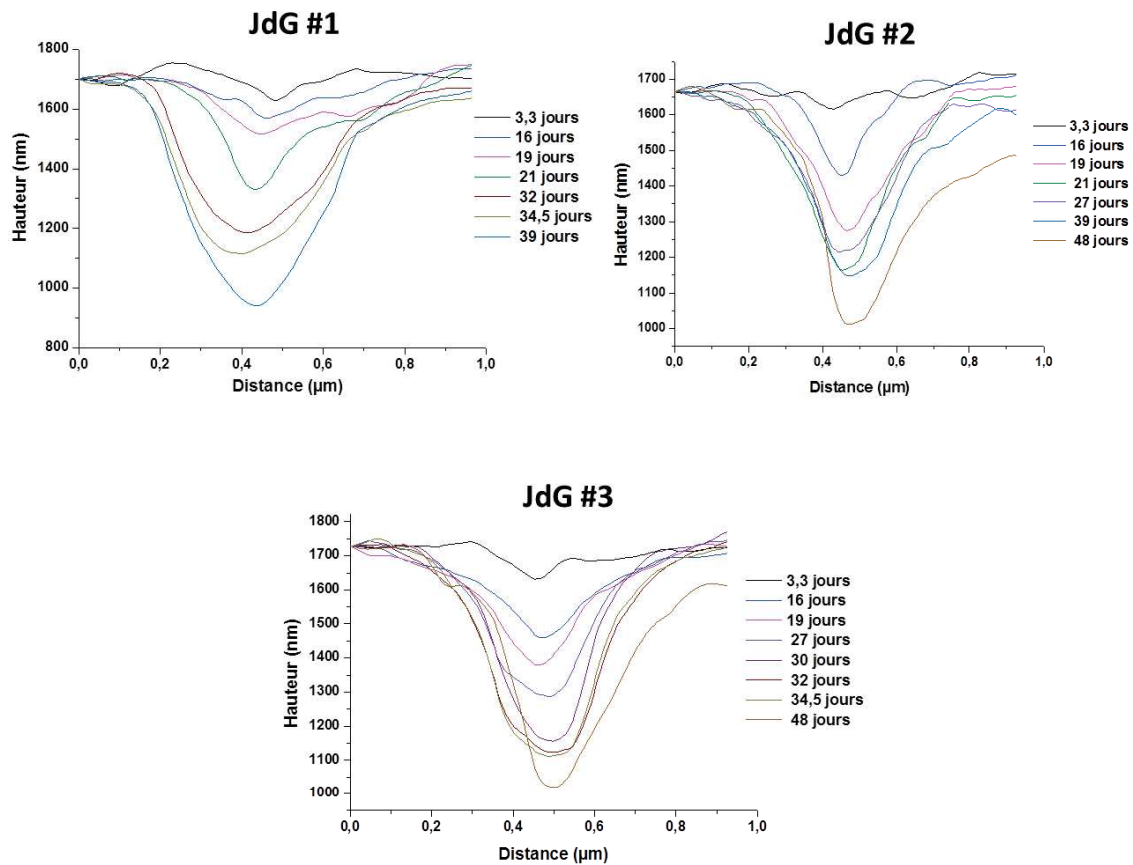 JdG #1
1800
1600
1400
1200
1000
800
Hauteur (nm)
0,0 0,2 0,4 0,6 0,8 1,0
Distance (µm)
3,3 jours
16 jours
19 jours
21 jours
32 jours
34,5 jours
39 jours
JdG #2
1700
1600
1500
1400
1300
1200
1100
1000
Hauteur (nm)
0,0 0,2 0,4 0,6 0,8 1,0
Distance (µm)
3,3 jours
16 jours
19 jours
21 jours
27 jours
39 jours
48 jours
JdG #3
1800
1700
1600
1500
1400
1300
1200
1100
1000
Hauteur (nm)
0,0 0,2 0,4 0,6 0,8 1,0
Distance (µm)
3,3 jours
16 jours
19 jours
27 jours
30 jours
32 jours
34,5 jours
48 jours